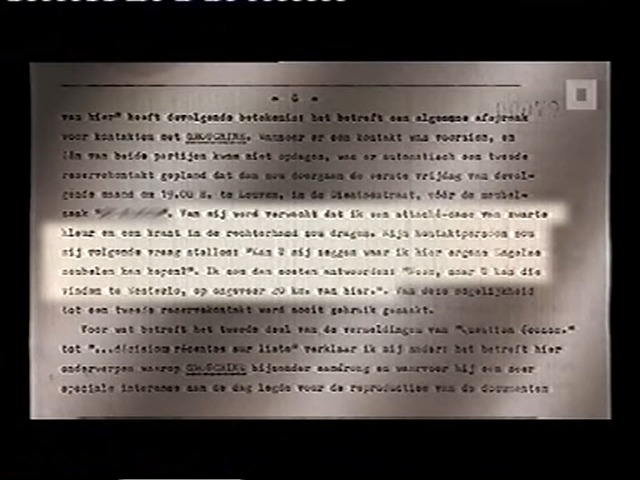 - 6 -
van hier" heeft devolgende betekenis: het betreft een algemene afspraak
voor kontakten met. Wanneer er een kontakt was voorzien, en
één van beide partijen kwam niet opdagen, was er automatisch een tweede
reservekontakt gepland dat dan zou doorgaan de eerste vrijdag van devol-
gende maand om 19.00 H. te Leuven, in de Diestsestraat, vóór de meubel-
zaak. Van mij werd verwacht dat ik een attaché-case van zwarte
kleur en een krant in de rechterhand zou dragen. Mijn kontaktpersoon zou
mij volgende vraag stellen: "Kan U mij zeggen waar ik hier ergens Engelse
meubelen kan kopen?". Ik zou dan moeten antwoorden: "Neen, maar U kan die
vinden te Westerlo, op ongeveer 20 km. van hier.". Van deze mogelijkheid
tot een tweede reservekontakt werd nooit gebruik gemaakt.
Voor wat betreft het tweede deel van de vermeldingen van "
tot "...décisions récentes sur liste" verklaar ik mij nader: het betreft hier
onderwerpen waarop bijzonder aandrong en waarvoor hij een zeer
speciale interesse aan de dag legde voor de reproductie van de documenten